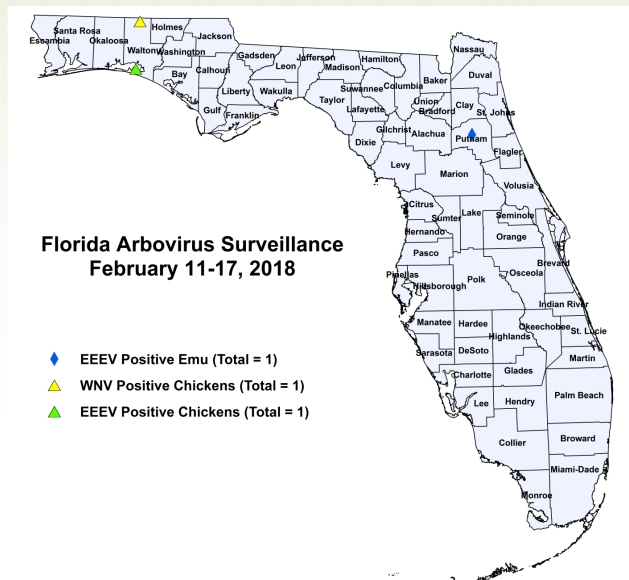 Nassau
Santa Rosa
Holmes
Jackson
Escambia
Okaloosa
Walton
Washington
Gadsden
Jefferson
Hamilton
Madison
Leon
Baker
Duval
Bay
Calhoun
Liberty
Wakulla
Suwannee
Columbia
Taylor
Lafayette
Union
Bradford
Clay
St. Johns
Gulf
Franklin
Gilchrist
Alachua
Putnam
Dixie
Flagler
Levy
Marion
Volusia
Citrus
Lake
Sumter
Seminole
Hernando
Orange
Florida Arbovirus Surveillance
February 11-17, 2018
Pasco
Brevard
Pinellas
Hillsborough
Polk
Osceola
Indian River
Manatee
Hardee
Okeechobee
St. Lucie
Highlands
Sarasota
DeSoto
Martin
EEEV Positive Emu (Total = 1)
WNV Positive Chickens (Total = 1)
EEEV Positive Chickens (Total = 1)
Charlotte
Glades
Palm Beach
Lee
Hendry
Collier
Broward
Miami-Dade
Monroe